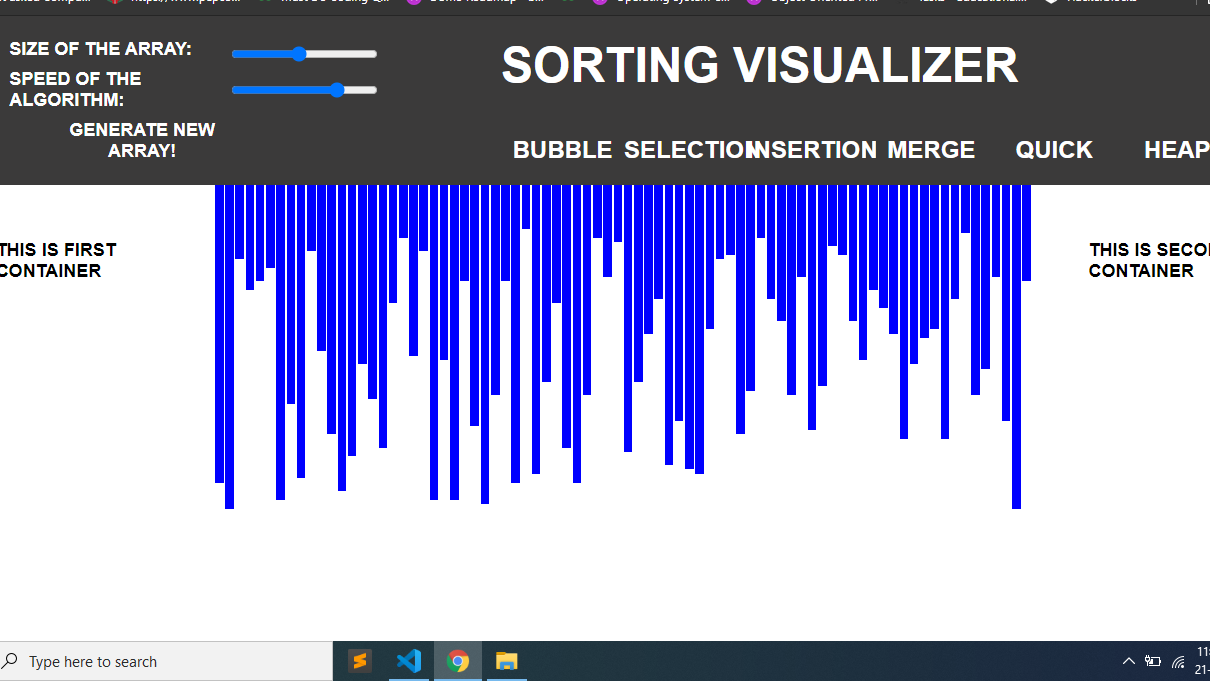 SIZE OF THE ARRAY:
SPEED OF THE
ALGORITHM:
GENERATE NEW
ARRAY!
SORTING VISUALIZER
BUBBLE SELECTION INSERTION MERGE QUICK HEAP
THIS IS FIRST
CONTAINER
THIS IS
CONTAINER
Type here to search